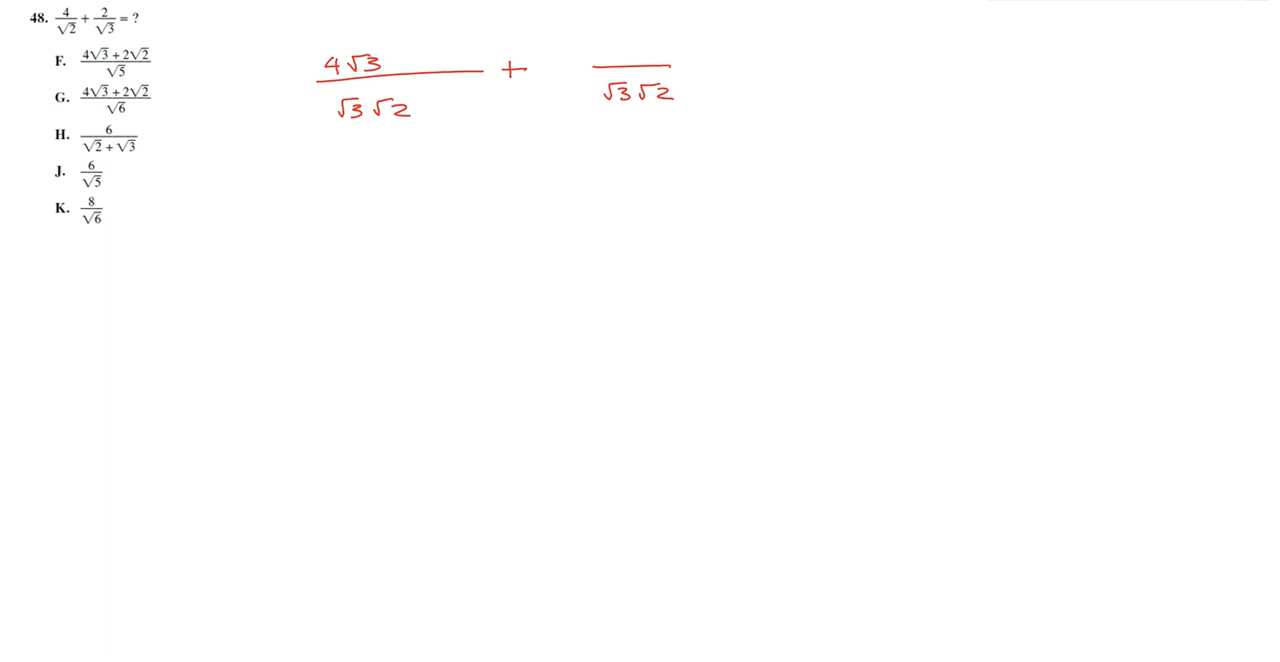 48. 4/√2 + 2/√3 = ?
F. (4√3 + 2√2)/√5
G. (4√3 + 2√2)/√6
H. 6/(√2 + √3)
J. 6/√5
K. 8/√6
4√3/(√3 √2) + /(√3 √2)